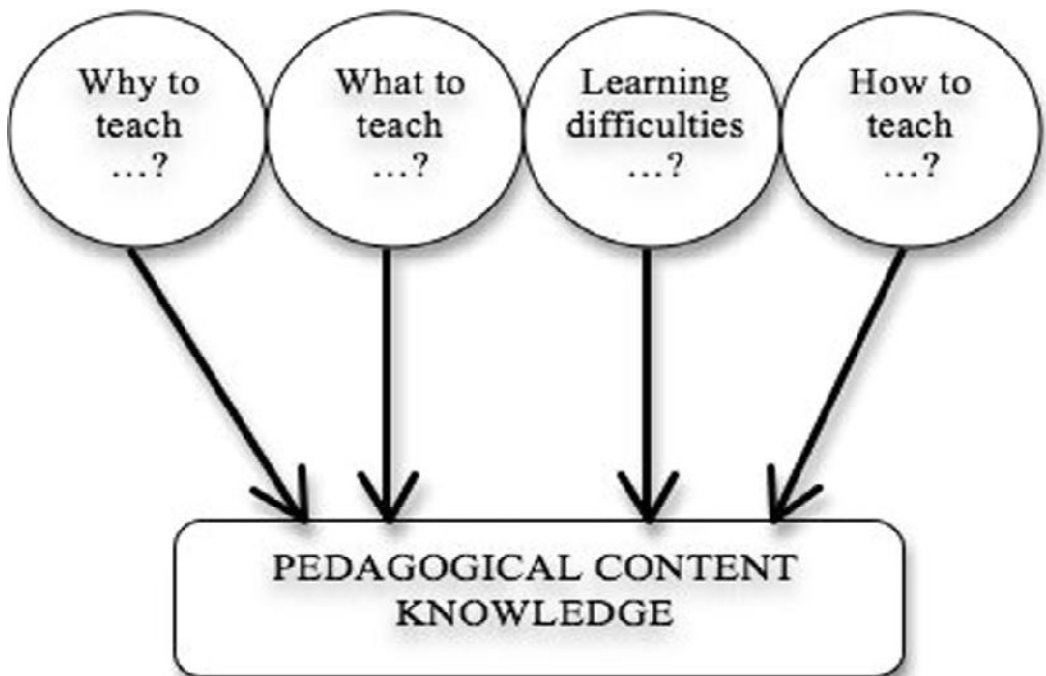 Why to
teach
...?
What to
teach
...?
Learning
difficulties
...?
How to
teach
...?
PEDAGOGICAL CONTENT
KNOWLEDGE